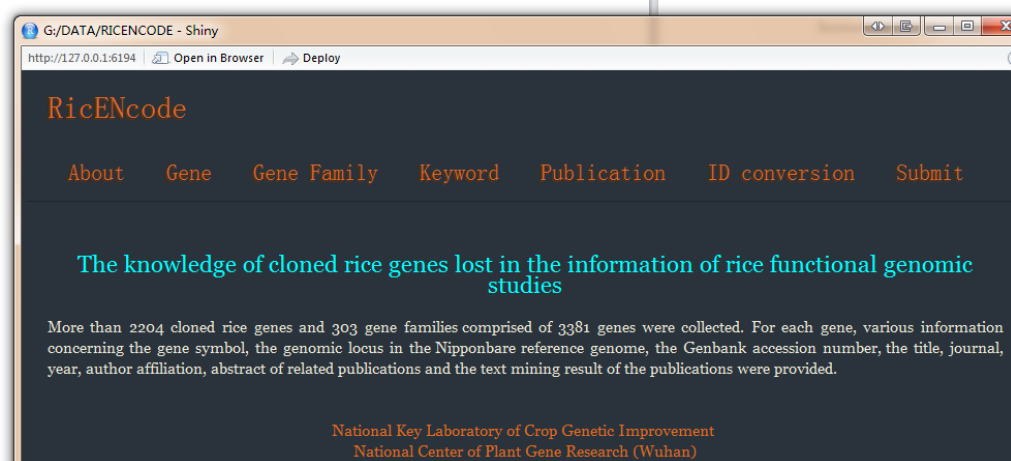 G:/DATA/RICENCODE - Shiny
http://127.0.0.1:6194 Open in Browser Deploy
RicENcode
About Gene Gene Family Keyword Publication ID conversion Submit
The knowledge of cloned rice genes lost in the information of rice functional genomic
studies
More than 2204 cloned rice genes and 303 gene families comprised of 3381 genes were collected. For each gene, various information
concerning the gene symbol, the genomic locus in the Nipponbare reference genome, the Genbank accession number, the title, journal,
year, author affiliation, abstract of related publications and the text mining result of the publications were provided.
National Key Laboratory of Crop Genetic Improvement
National Center of Plant Gene Research (Wuhan)